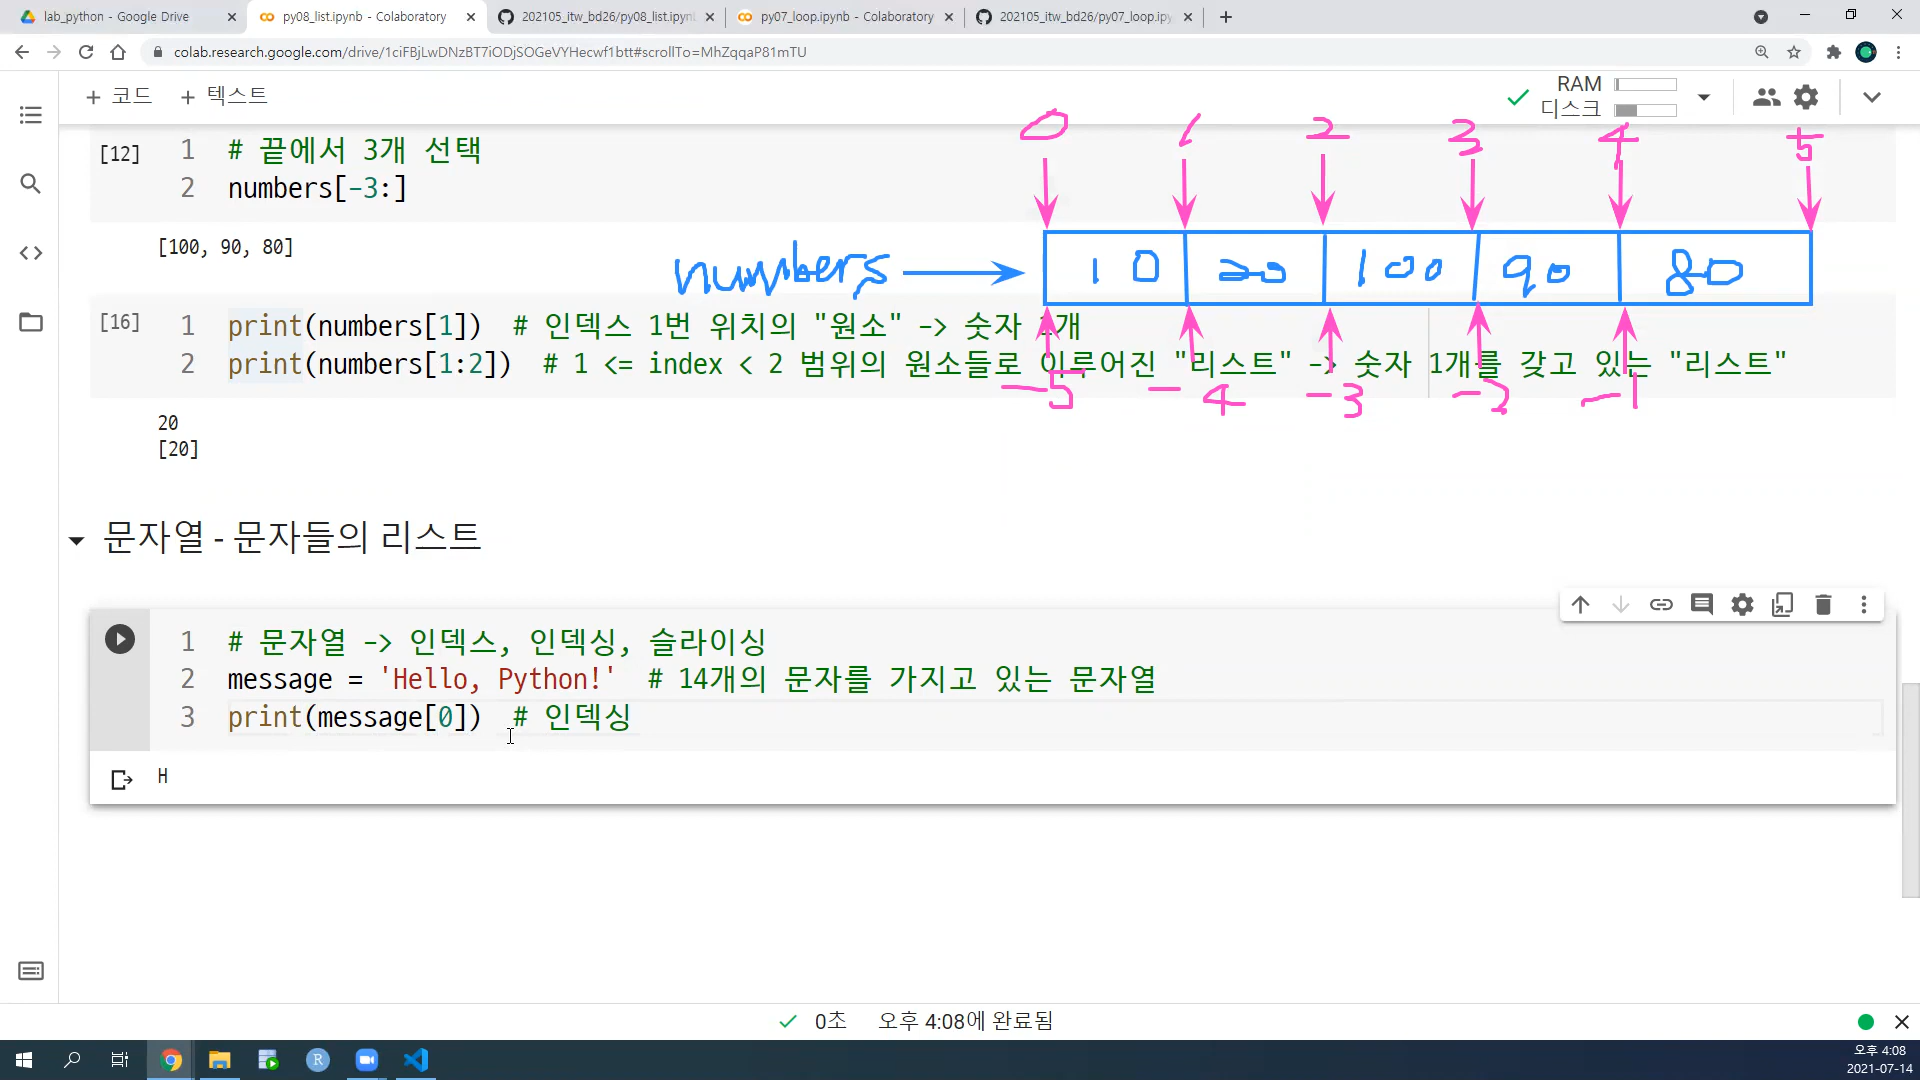 lab_python - Google Drive
py08_list.ipynb - Colaboratory
202105_itw_bd26/py08_list.ipynb
py07_loop.ipynb - Colaboratory
202105_itw_bd26/py07_loop.ipy
colab.research.google.com/drive/1ciFBjLwDNzBT7iODjSOGeVYHecwf1btt#scrollTo=MhZqqaP81mTU
+ 코드 + 텍스트
RAM
디스크
0 1 2 3 4 5
[12] 1 # 끝에서 3개 선택
2 numbers[-3:]
[100, 90, 80]
numbers 10 20 100 90 80
[16] 1 print(numbers[1]) # 인덱스 1번 위치의 "원소" -> 숫자 1개
2 print(numbers[1:2]) # 1 <= index < 2 범위의 원소들로 이루어진 "리스트" -> 숫자 1개를 갖고 있는 "리스트"
-5 -4 -3 -2 -1
20
[20]
문자열 - 문자들의 리스트
1 # 문자열 -> 인덱스, 인덱싱, 슬라이싱
2 message = 'Hello, Python!' # 14개의 문자를 가지고 있는 문자열
3 print(message[0]) # 인덱싱
H
0초 오후 4:08에 완료됨
R
오후 4:08
2021-07-14